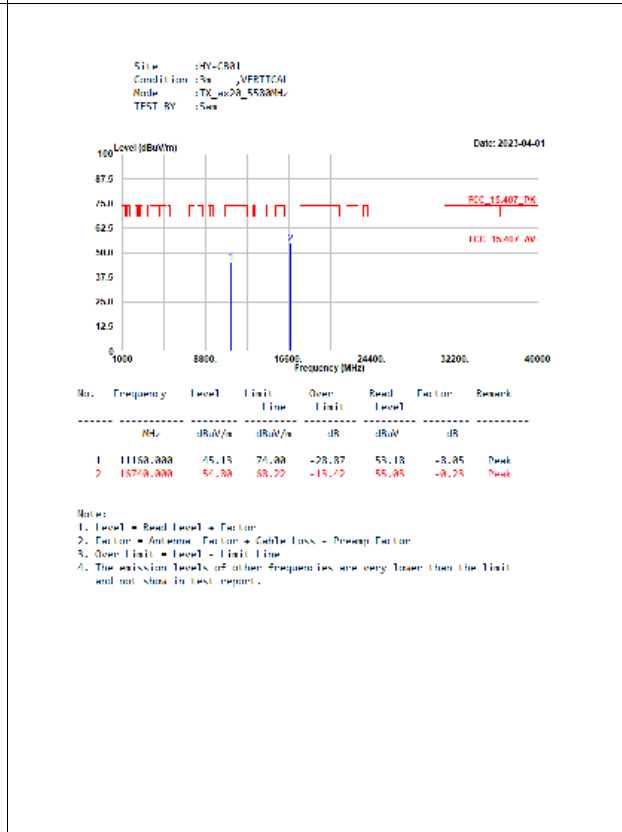 Site :HY-CB01
Condition :3m ,VERTICAL
Mode :TX_ax20_5580MHz
TEST BY :Sam
Level (dBuV/m)
Date: 2023-04-01
100
87.5
75.0
FCC_15.407_PK
62.5
FCC_15.407_AV
2
50.0
1
37.5
25.0
12.5
0
1000 8800. 16600. 24400. 32200. 40000
Frequency (MHz)
No. Frequency Level Limit Over Read Factor Remark
Line Limit Level
MHz dBuV/m dBuV/m dB dBuV dB
1 11160.000 45.13 74.00 -28.87 53.18 -8.05 Peak
2 16740.000 54.80 68.22 -13.42 55.03 -0.23 Peak
Note:
1. Level = Read Level + Factor
2. Factor = Antenna Factor + Cable Loss - Preamp Factor
3. Over Limit = Level - Limit Line
4. The emission levels of other frequencies are very lower than the limit
and not show in test report.